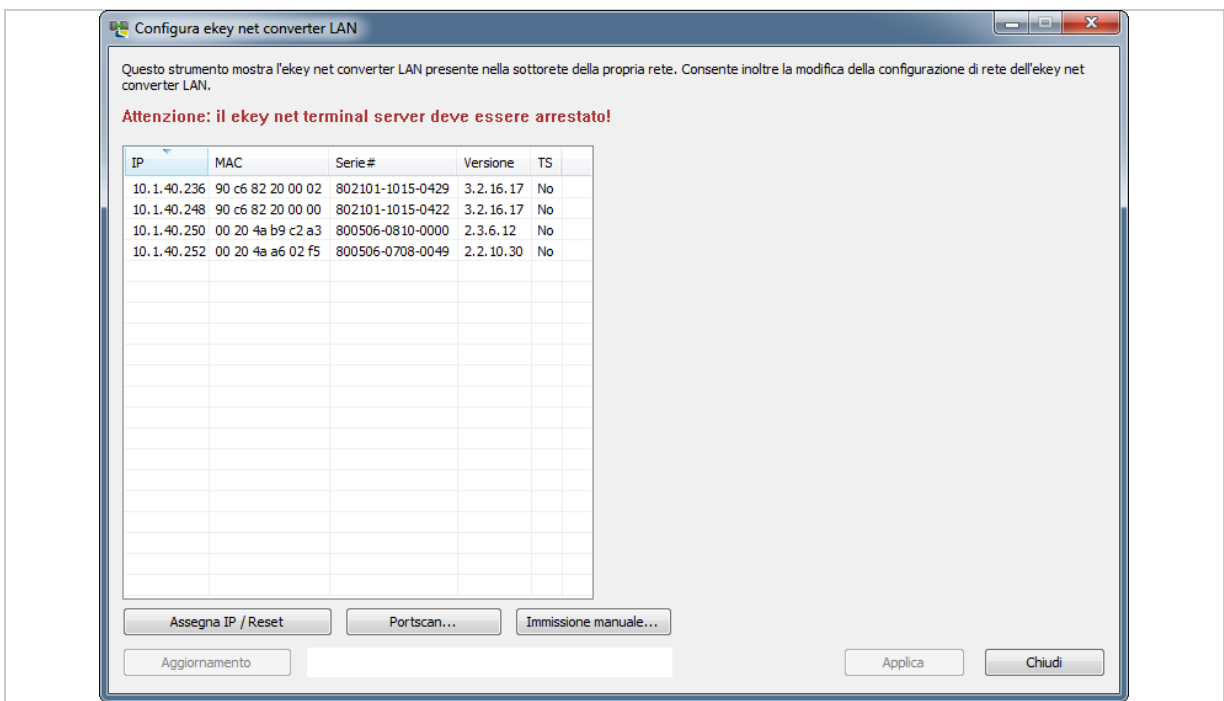 Configura ekey net converter LAN
Questo strumento mostra l'ekey net converter LAN presente nella sottorete della propria rete. Consente inoltre la modifica della configurazione di rete dell'ekey net
converter LAN.
Attenzione: il ekey net terminal server deve essere arrestato!
IP MAC Serie# Versione TS
10.1.40.236 90 c6 82 20 00 02 802101-1015-0429 3.2.16.17 No
10.1.40.248 90 c6 82 20 00 00 802101-1015-0422 3.2.16.17 No
10.1.40.250 00 20 4a b9 c2 a3 800506-0810-0000 2.3.6.12 No
10.1.40.252 00 20 4a a6 02 f5 800506-0708-0049 2.2.10.30 No
Assegna IP / Reset Portscan... Immissione manuale...
Aggiornamento Applica Chiudi